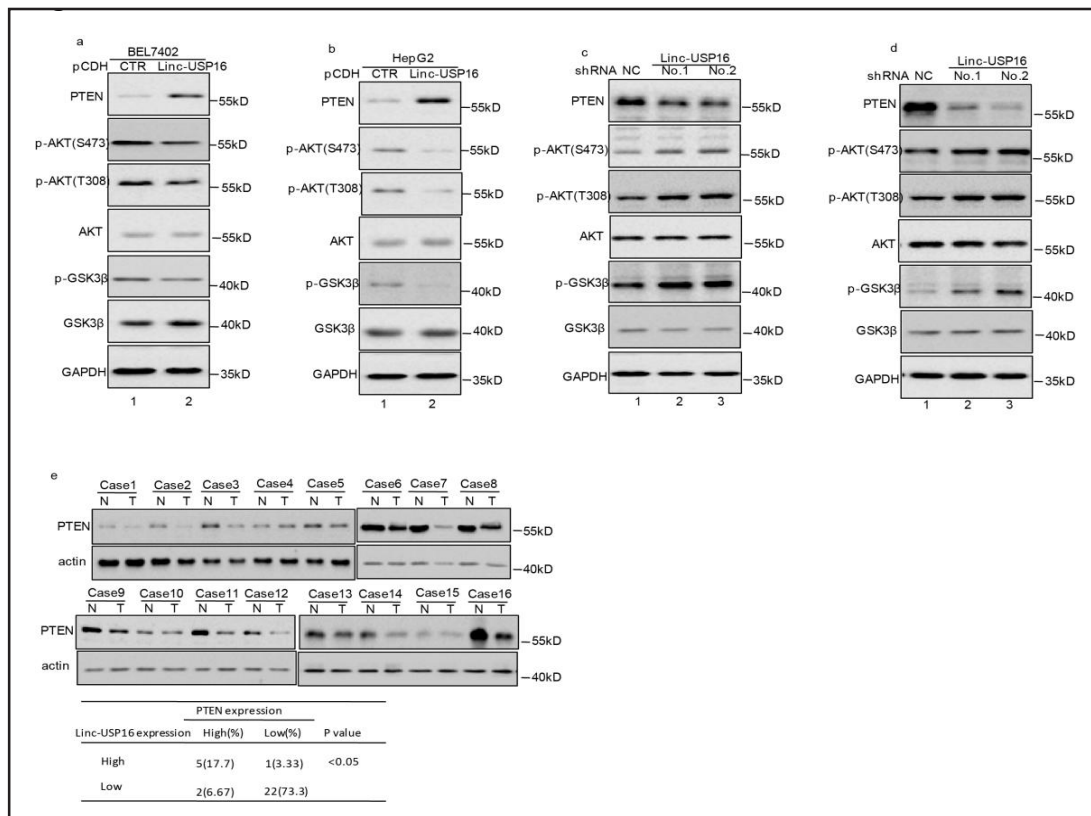 a
BEL7402
pCDH CTR Linc-USP16
PTEN
55kD
p-AKT(S473)
55kD
p-AKT(T308)
55kD
AKT
55kD
p-GSK3β
40kD
GSK3β
40kD
GAPDH
35kD
1 2
b
HepG2
pCDH CTR Linc-USP16
PTEN
55kD
p-AKT(S473)
55kD
p-AKT(T308)
55kD
AKT
55kD
p-GSK3β
40kD
GSK3β
40kD
GAPDH
35kD
1 2
c
Linc-USP16
shRNA NC No.1 No.2
PTEN
55kD
p-AKT(S473)
55kD
p-AKT(T308)
55kD
AKT
55kD
p-GSK3β
40kD
GSK3β
40kD
GAPDH
35kD
1 2 3
d
Linc-USP16
shRNA NC No.1 No.2
PTEN
55kD
p-AKT(S473)
55kD
p-AKT(T308)
55kD
AKT
55kD
p-GSK3β
40kD
GSK3β
40kD
GAPDH
35kD
1 2 3
e
Case1 Case2 Case3 Case4 Case5 Case6 Case7 Case8
N T N T N T N T N T N T N T N T
PTEN
55kD
actin
40kD
Case9 Case10 Case11 Case12 Case13 Case14 Case15 Case16
N T N T N T N T N T N T N T N T
PTEN
55kD
actin
40kD
PTEN expression
Linc-USP16 expression High(%) Low(%) P value
High 5(17.7) 1(3.33) <0.05
Low 2(6.67) 22(73.3)